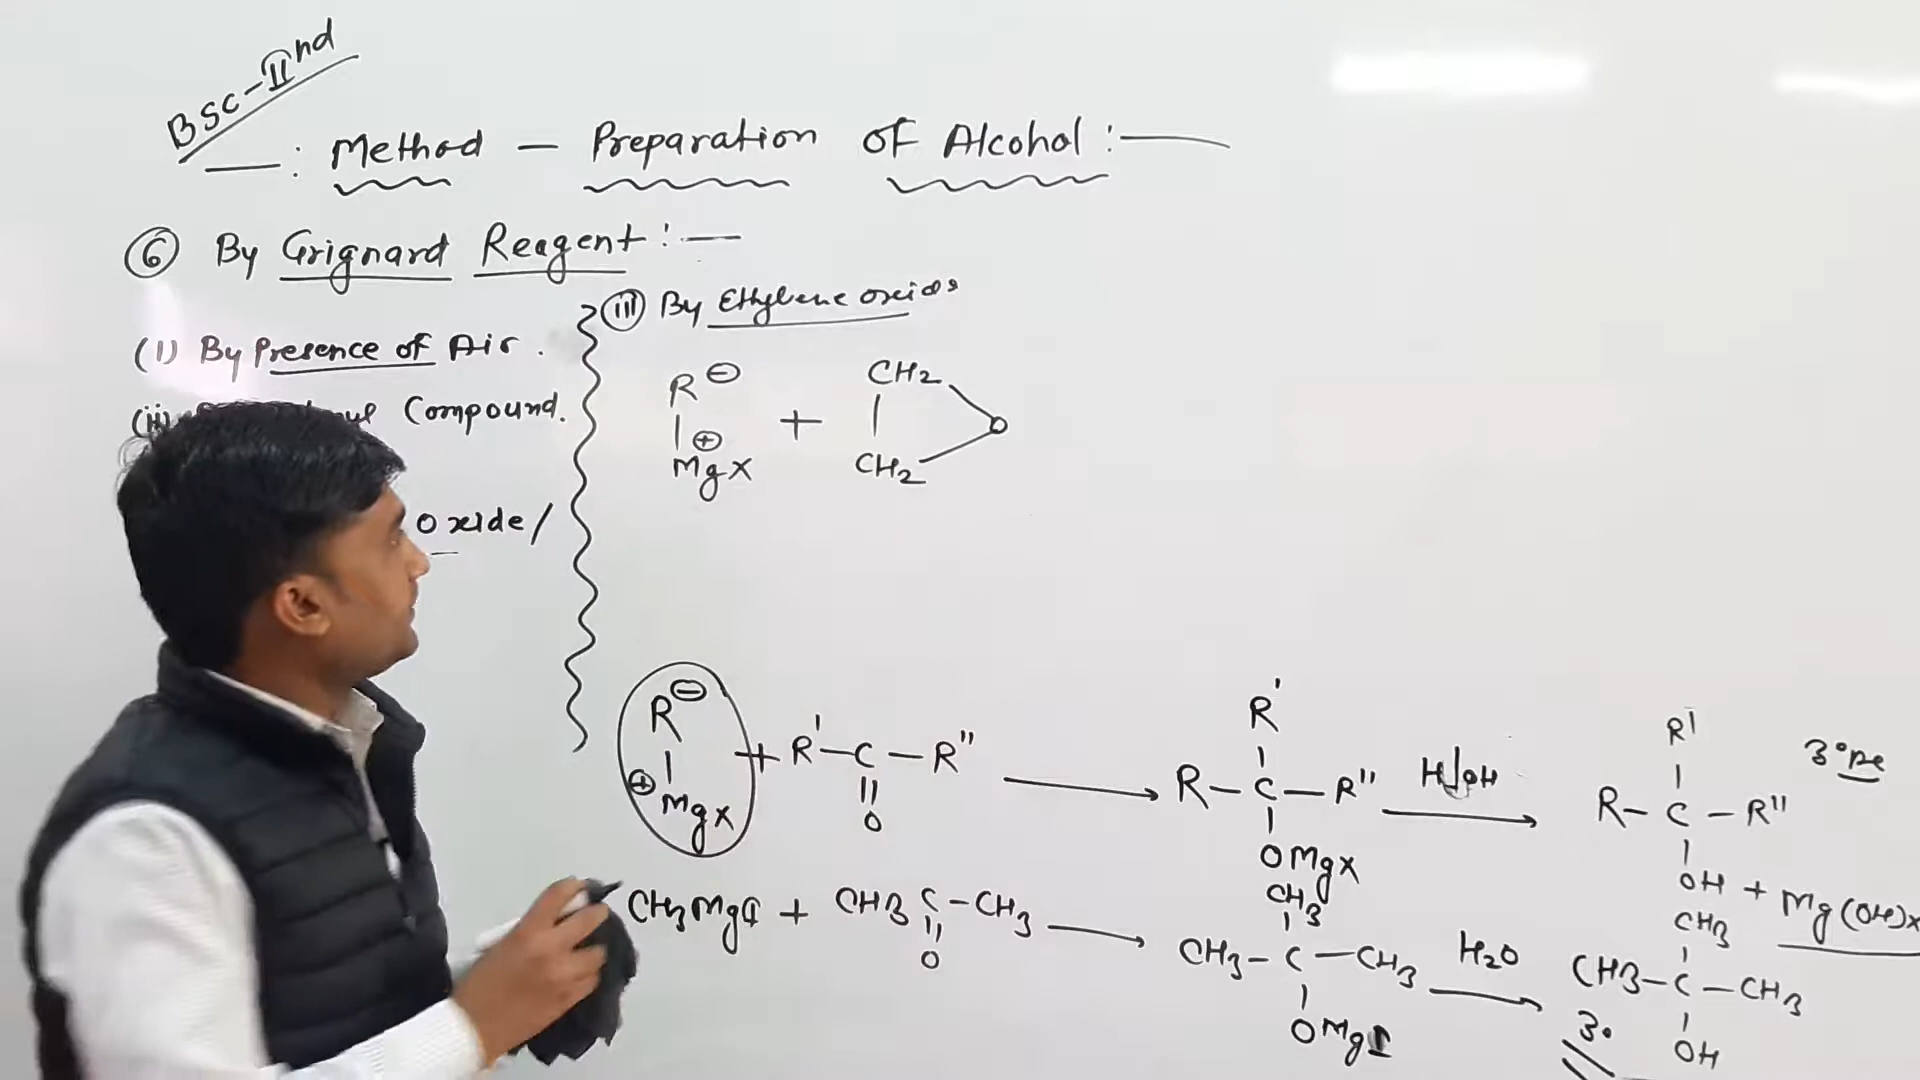 BSC-IInd
—: Method – Preparation of Alcohol :—
⑥ By Grignard Reagent :—
(i) By Presence of Air.
(ii) Compound.
oxide/
(iii) By Ethylene oxide
R⊖
|
⊕
MgX
+
CH2
|
CH2
O
R⊖
|
⊕
MgX
+ R'—C—R''
||
O
⟶
R'
|
R—C—R''
|
OMgX
H|OH
⟶
R'
|
R—C—R''
|
OH + Mg(OH)X
3°
CH3MgI + CH3 C—CH3
||
O
⟶
CH3
|
CH3—C—CH3
|
OMgI
H2O
⟶
CH3
|
CH3—C—CH3
|
OH
3°